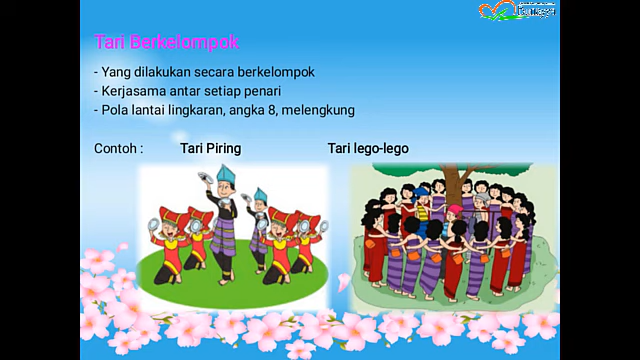 Tari Berkelompok
- Yang dilakukan secara berkelompok
- Kerjasama antar setiap penari
- Pola lantai lingkaran, angka 8, melengkung
Contoh : Tari Piring Tari lego-lego